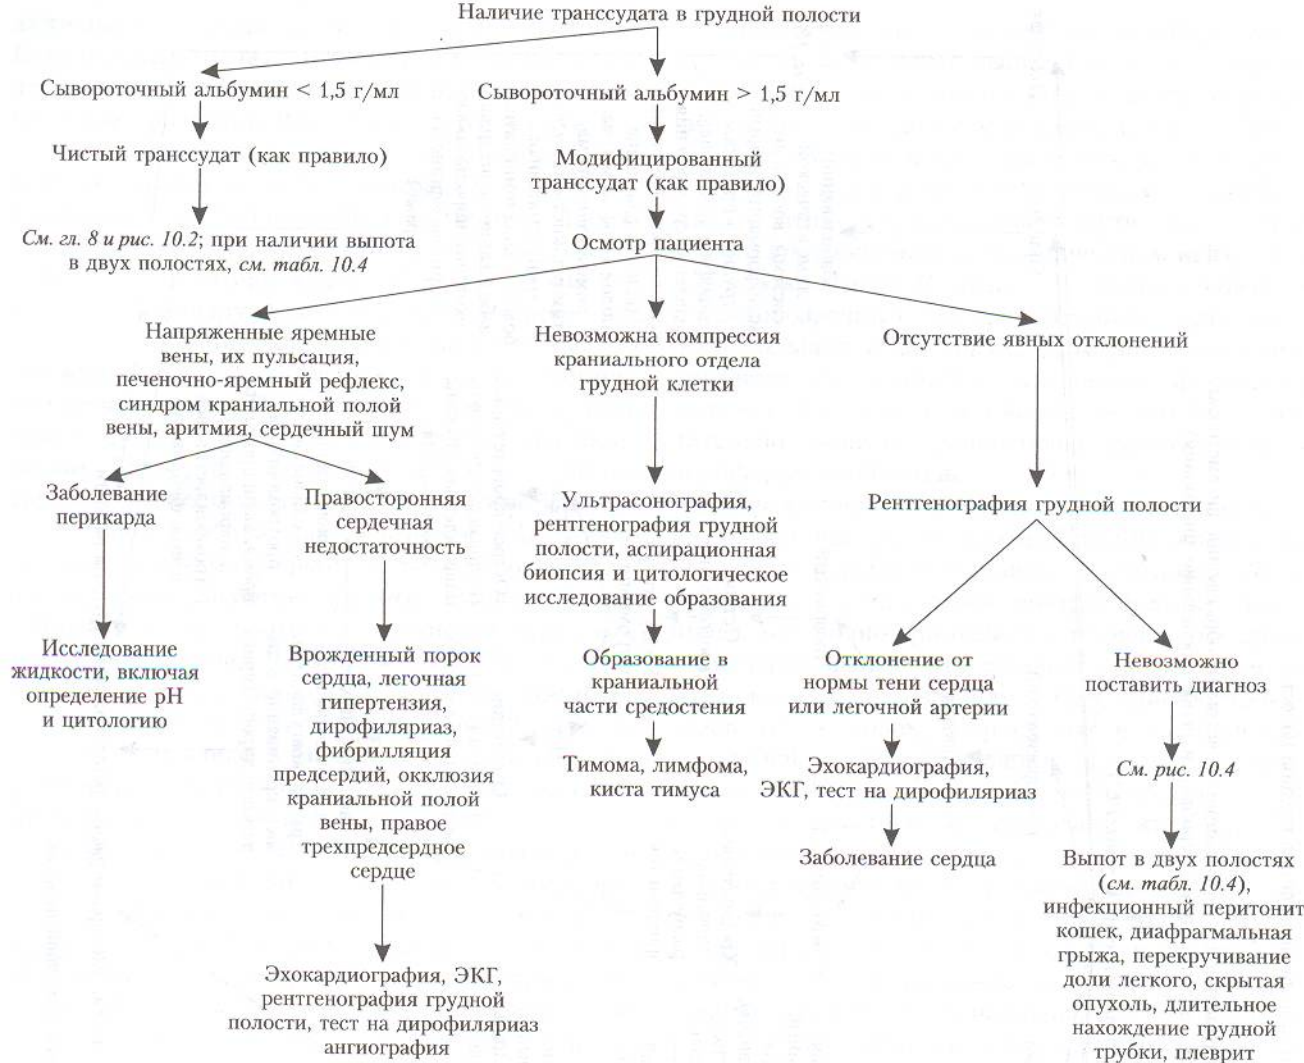 Наличие транссудата в грудной полости
Сывороточный альбумин < 1,5 г/мл
Сывороточный альбумин > 1,5 г/мл
Чистый транссудат (как правило)
Модифицированный
транссудат (как правило)
См. гл. 8 и рис. 10.2; при наличии выпота
в двух полостях, см. табл. 10.4
Осмотр пациента
Напряженные яремные
вены, их пульсация,
печеночно-яремный рефлекс,
синдром краниальной полой
вены, аритмия, сердечный шум
Невозможна компрессия
краниального отдела
грудной клетки
Отсутствие явных отклонений
Заболевание
перикарда
Правосторонняя
сердечная
недостаточность
Ультрасонография,
рентгенография грудной
полости, аспирационная
биопсия и цитологическое
исследование образования
Рентгенография грудной полости
Исследование
жидкости, включая
определение pH
и цитологию
Врожденный порок
сердца, легочная
гипертензия,
дирофиляриаз,
фибрилляция
предсердий, окклюзия
краниальной полой
вены, правое
трехпредсердное
сердце
Образование в
краниальной
части средостения
Отклонение от
нормы тени сердца
или легочной артерии
Невозможно
поставить диагноз
Тимома, лимфома,
киста тимуса
Эхокардиография,
ЭКГ, тест на дирофиляриаз
См. рис. 10.4
Заболевание сердца
Выпот в двух полостях
(см. табл. 10.4),
инфекционный перитонит
кошек, диафрагмальная
грыжа, перекручивание
доли легкого, скрытая
опухоль, длительное
нахождение грудной
трубки, плеврит
Эхокардиография, ЭКГ,
рентгенография грудной
полости, тест на дирофиляриаз
ангиография